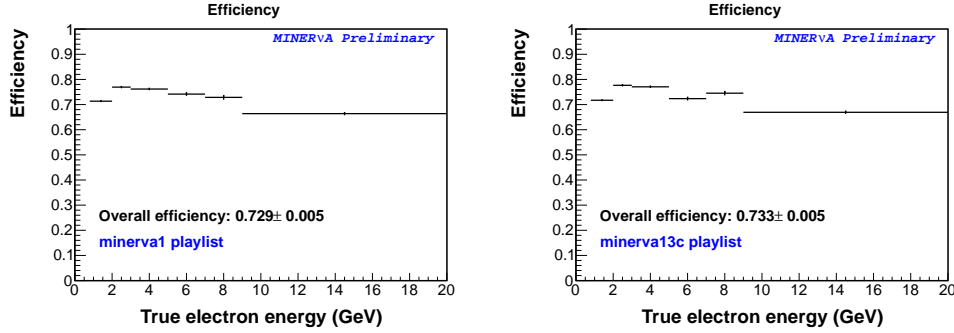 Efficiency
MINERνA Preliminary
Efficiency
1
0.9
0.8
0.7
0.6
0.5
0.4
0.3
0.2
0.1
0
Overall efficiency: 0.729± 0.005
minerva1 playlist
0 2 4 6 8 10 12 14 16 18 20
True electron energy (GeV)
Efficiency
MINERνA Preliminary
Efficiency
1
0.9
0.8
0.7
0.6
0.5
0.4
0.3
0.2
0.1
0
Overall efficiency: 0.733± 0.005
minerva13c playlist
0 2 4 6 8 10 12 14 16 18 20
True electron energy (GeV)